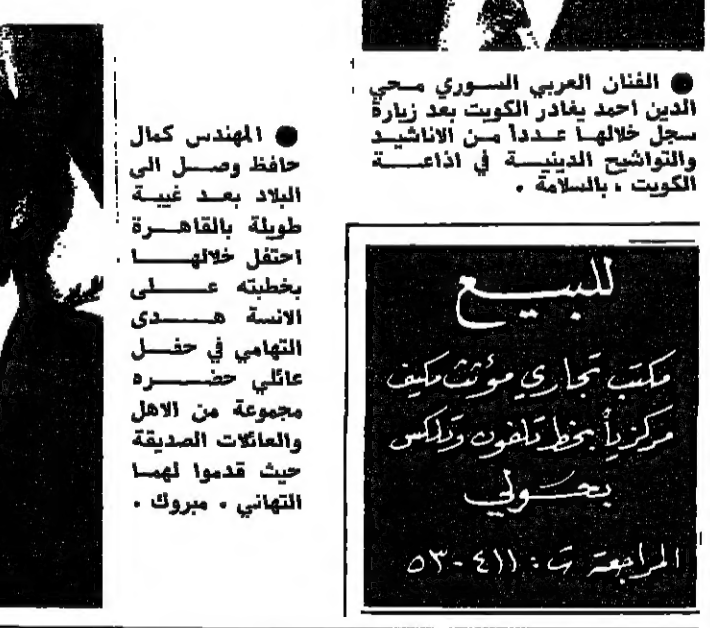 ● الفنان العربي السوري محي
الدين احمد يغادر الكويت بعد زيارة
سجل خلالها عددا من الاناشيد
والتواشيح الدينية في اذاعة
الكويت ، بالسلامة .
● المهندس كمال
حافظ وصل الى
البلاد بعد غيبة
طويلة بالقاهرة
احتفل خلالها
بخطبته على
الانسة هدى
التهامي في حفل
عائلي حضره
مجموعة من الاهل
والعائلات الصديقة
حيث قدموا لهما
التهاني ، مبروك .
للبيع
مكتب تجاري مؤثث مكيف
مركزياً بخط تلفون وتلكس
بحولي
المراجعة ت : ٤١١-٥٣